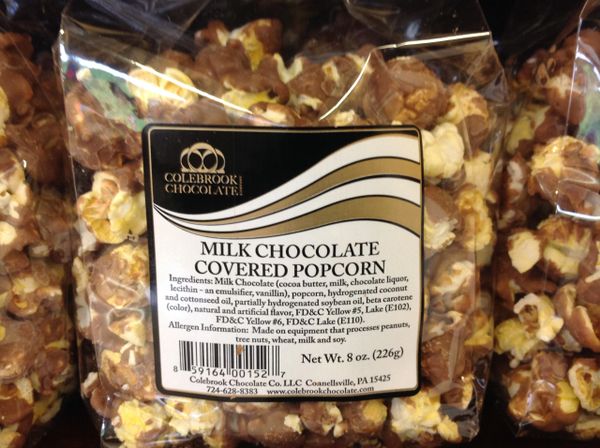 COLEBROOK
CHOCOLATE
MILK CHOCOLATE
COVERED POPCORN
Ingredients: Milk Chocolate (cocoa butter, milk, chocolate liquor,
lecithin - an emulsifier, vanillin), popcorn, hydrogenated coconut
and cottonseed oil, partially hydrogenated soybean oil, beta carotene
(color), natural and artificial flavor, FD&C Yellow #5, Lake (E102),
FD&C Yellow #6, FD&C Lake (E110).
Allergen Information: Made on equipment that processes peanuts,
tree nuts, wheat, milk and soy.
Net Wt. 8 oz. (226g)
8 59164 00152 7
Colebrook Chocolate Co. LLC Coanellsville, PA 15425
724-628-8383 www.colebrookchocolate.com